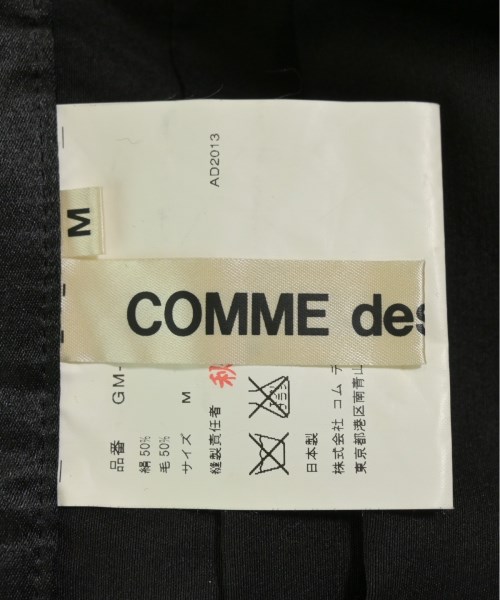 COMME des
M
AD2013
品番 GM-
絹 50%
毛 50%
サイズ M
縫製責任者 秋
日本製
株式会社 コム デ
東京都港区南青山